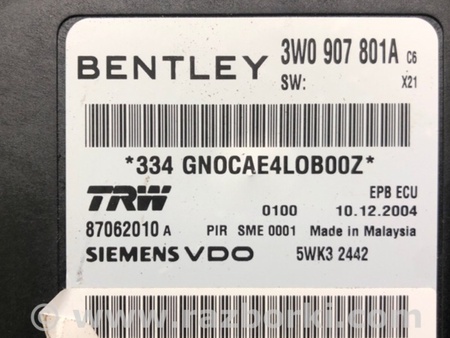 BENTLEY 3W0 907 801A C6
SW: X21
*334 GNOCAE4LOB00Z*
TRW EPB ECU
0100 10.12.2004
87062010 A PIR SME 0001 Made in Malaysia
SIEMENS VDO 5WK3 2442
© www.razborki.com